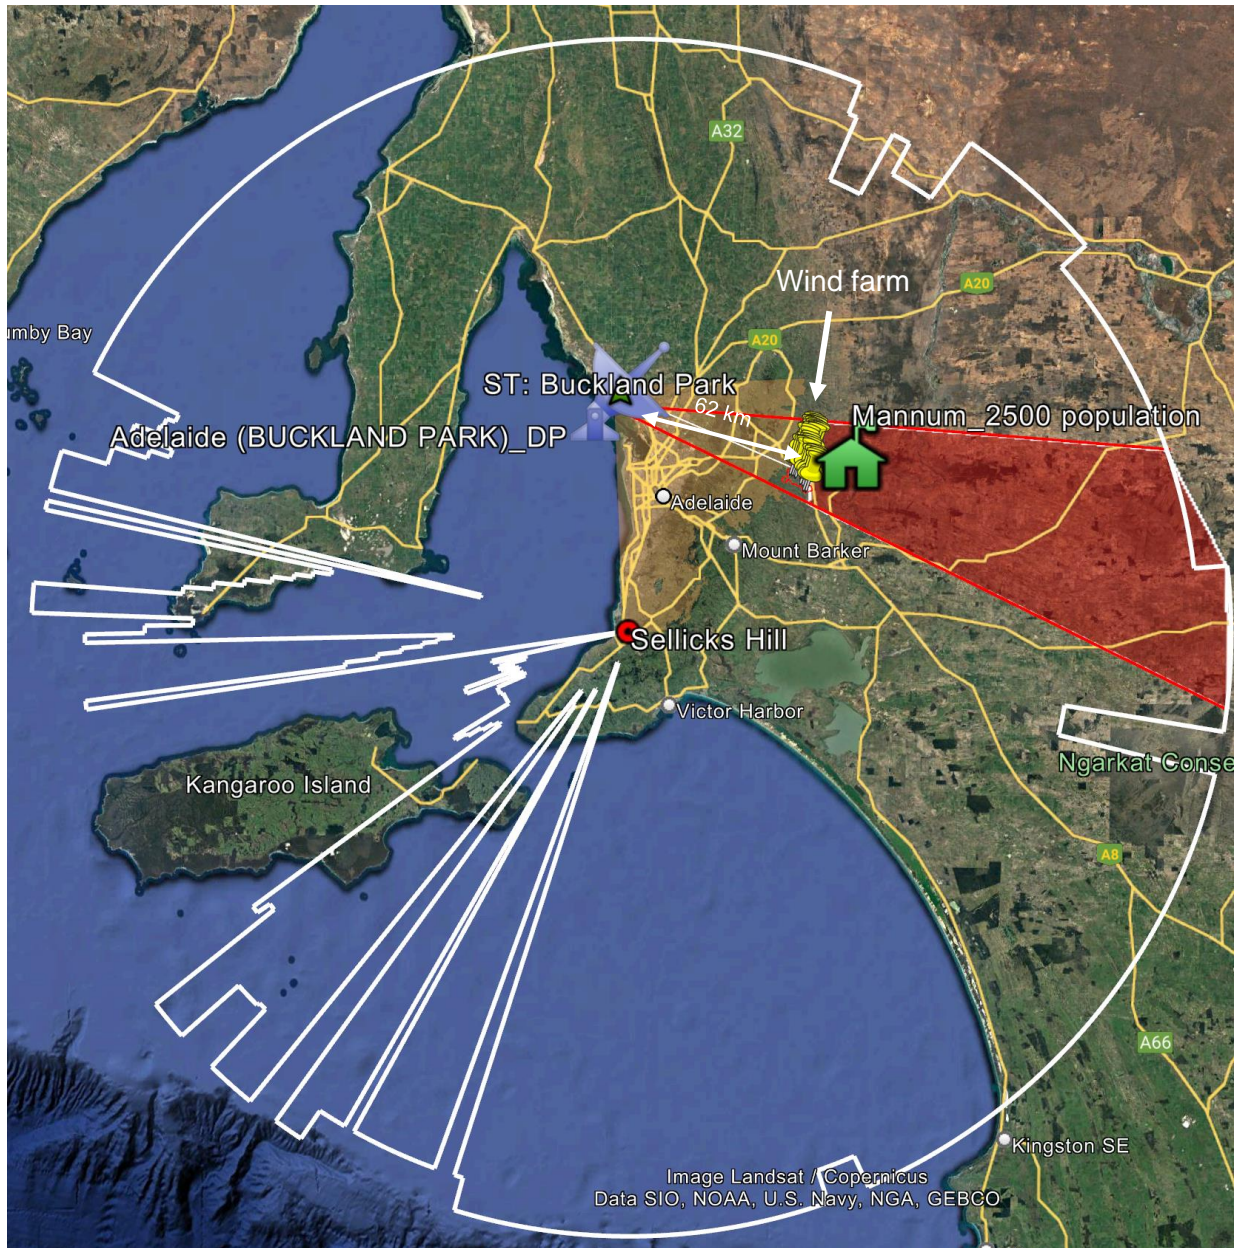 A32
Wind farm
A20
umby Bay
A20
ST: Buckland Park
62 km
Mannum_2500 population
Adelaide (BUCKLAND PARK)_DP
Adelaide
Mount Barker
Sellicks Hill
Victor Harbor
Ngarkat Conse
Kangaroo Island
A8
A66
Kingston SE
Image Landsat / Copernicus
Data SIO, NOAA, U.S. Navy, NGA, GEBCO